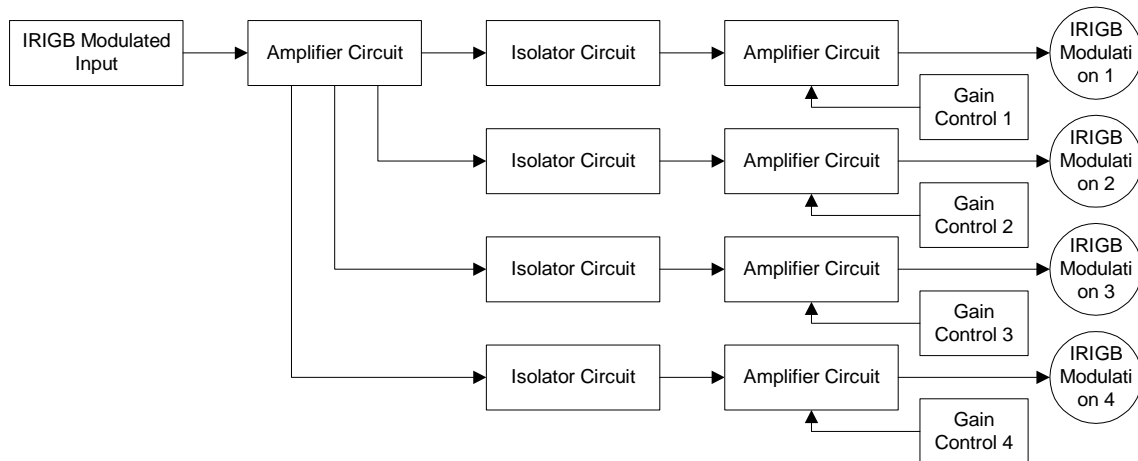 IRIGB Modulated
Input
Amplifier Circuit
Isolator Circuit
Amplifier Circuit
IRIGB
Modulati
on 1
Gain
Control 1
Isolator Circuit
Amplifier Circuit
IRIGB
Modulati
on 2
Gain
Control 2
Isolator Circuit
Amplifier Circuit
IRIGB
Modulati
on 3
Gain
Control 3
Isolator Circuit
Amplifier Circuit
IRIGB
Modulati
on 4
Gain
Control 4